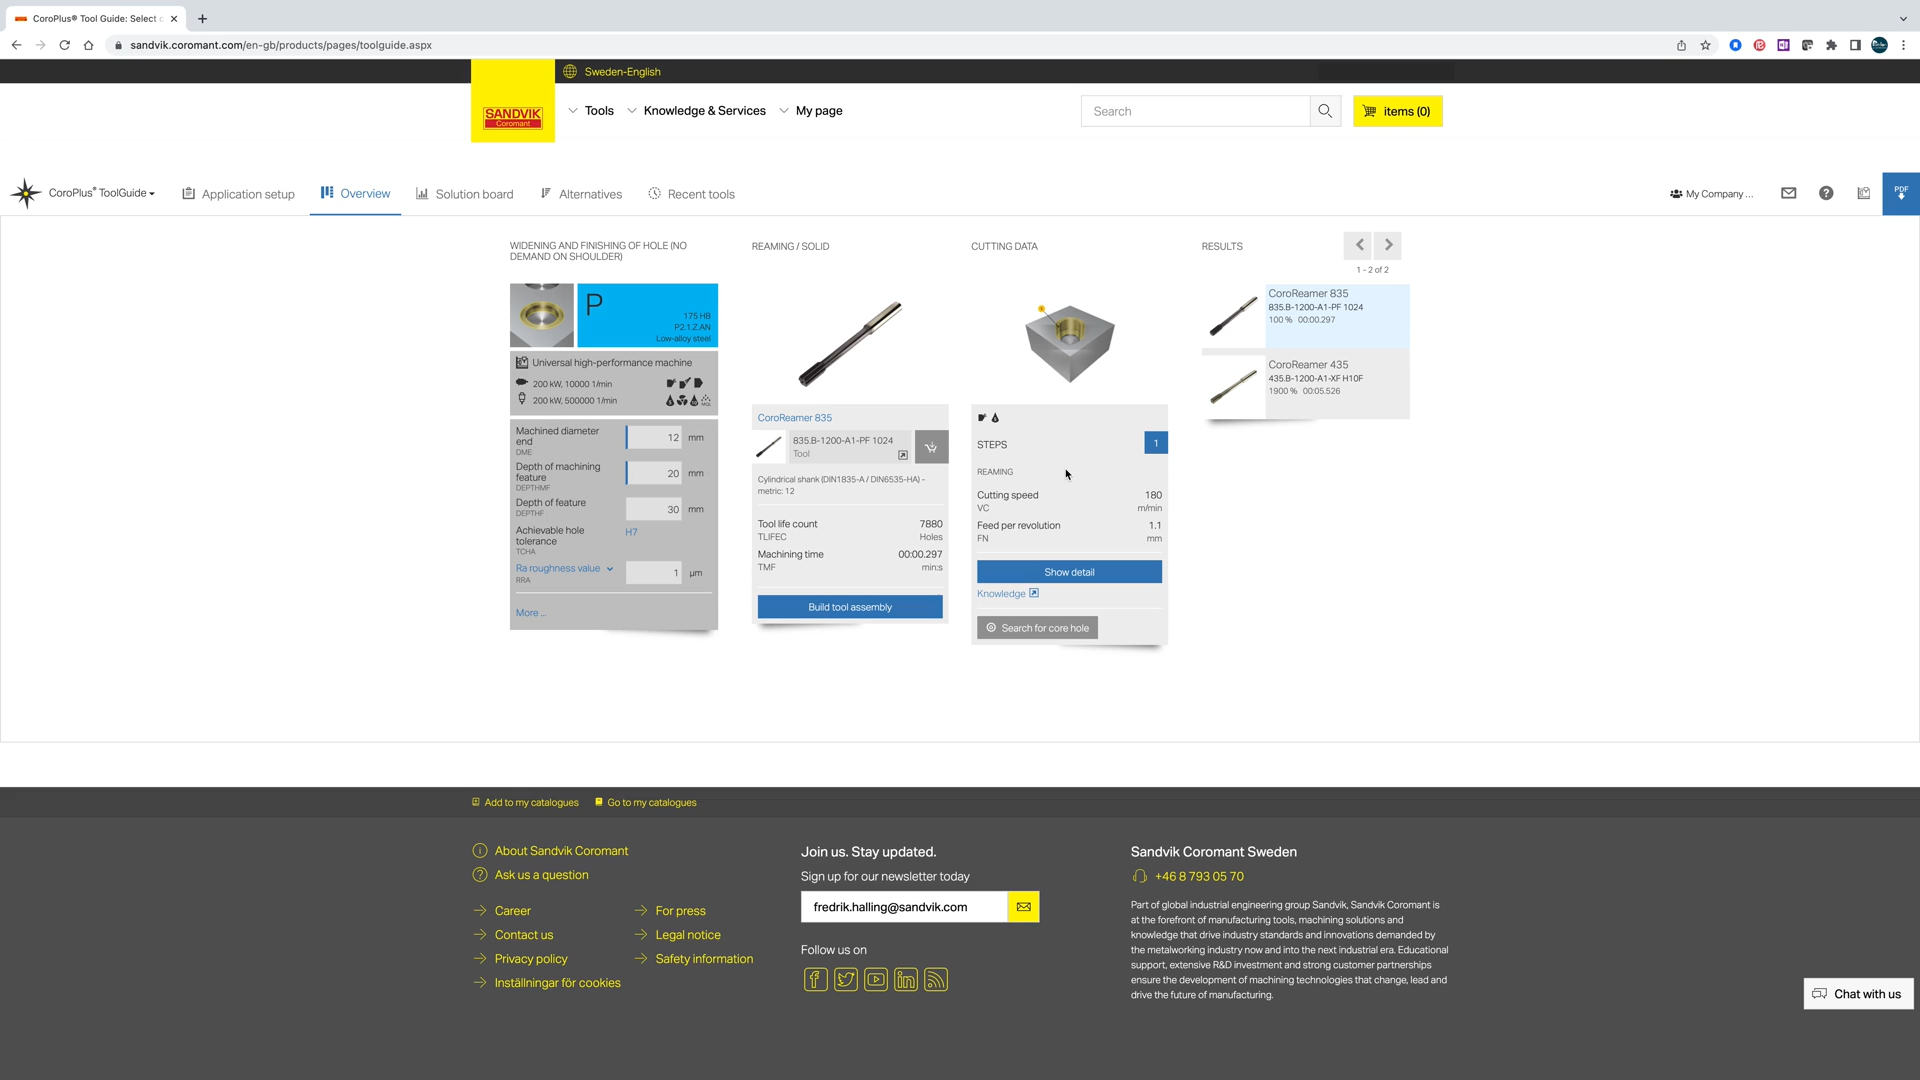 CoroPlus® Tool Guide: Select c
sandvik.coromant.com/en-gb/products/pages/toolguide.aspx
Sweden-English
SANDVIK
Coromant
Tools
Knowledge & Services
My page
Search
items (0)
CoroPlus® ToolGuide
Application setup
Overview
Solution board
Alternatives
Recent tools
My Company ...
PDF
WIDENING AND FINISHING OF HOLE (NO
DEMAND ON SHOULDER)
P
175 HB
P2.1.Z.AN
Low-alloy steel
Universal high-performance machine
200 kW, 10000 1/min
200 kW, 500000 1/min
Machined diameter
end
DME
12 mm
Depth of machining
feature
DEPTHMF
20 mm
Depth of feature
DEPTHF
30 mm
Achievable hole
tolerance
TCHA
H7
Ra roughness value
RRA
1 µm
More ...
REAMING / SOLID
CoroReamer 835
835.B-1200-A1-PF 1024
Tool
Cylindrical shank (DIN1835-A / DIN6535-HA) -
metric: 12
Tool life count 7880
TLIFEC Holes
Machining time 00:00.297
TMF min:s
Build tool assembly
CUTTING DATA
STEPS 1
REAMING
Cutting speed 180
VC m/min
Feed per revolution 1.1
FN mm
Show detail
Knowledge
Search for core hole
RESULTS
1 - 2 of 2
CoroReamer 835
835.B-1200-A1-PF 1024
100 % 00:00.297
CoroReamer 435
435.B-1200-A1-XF H10F
1900 % 00:05.526
Add to my catalogues
Go to my catalogues
About Sandvik Coromant
Ask us a question
Career
Contact us
Privacy policy
Inställningar för cookies
For press
Legal notice
Safety information
Join us. Stay updated.
Sign up for our newsletter today
fredrik.halling@sandvik.com
Follow us on
Sandvik Coromant Sweden
+46 8 793 05 70
Part of global industrial engineering group Sandvik, Sandvik Coromant is
at the forefront of manufacturing tools, machining solutions and
knowledge that drive industry standards and innovations demanded by
the metalworking industry now and into the next industrial era. Educational
support, extensive R&D investment and strong customer partnerships
ensure the development of machining technologies that change, lead and
drive the future of manufacturing.
Chat with us